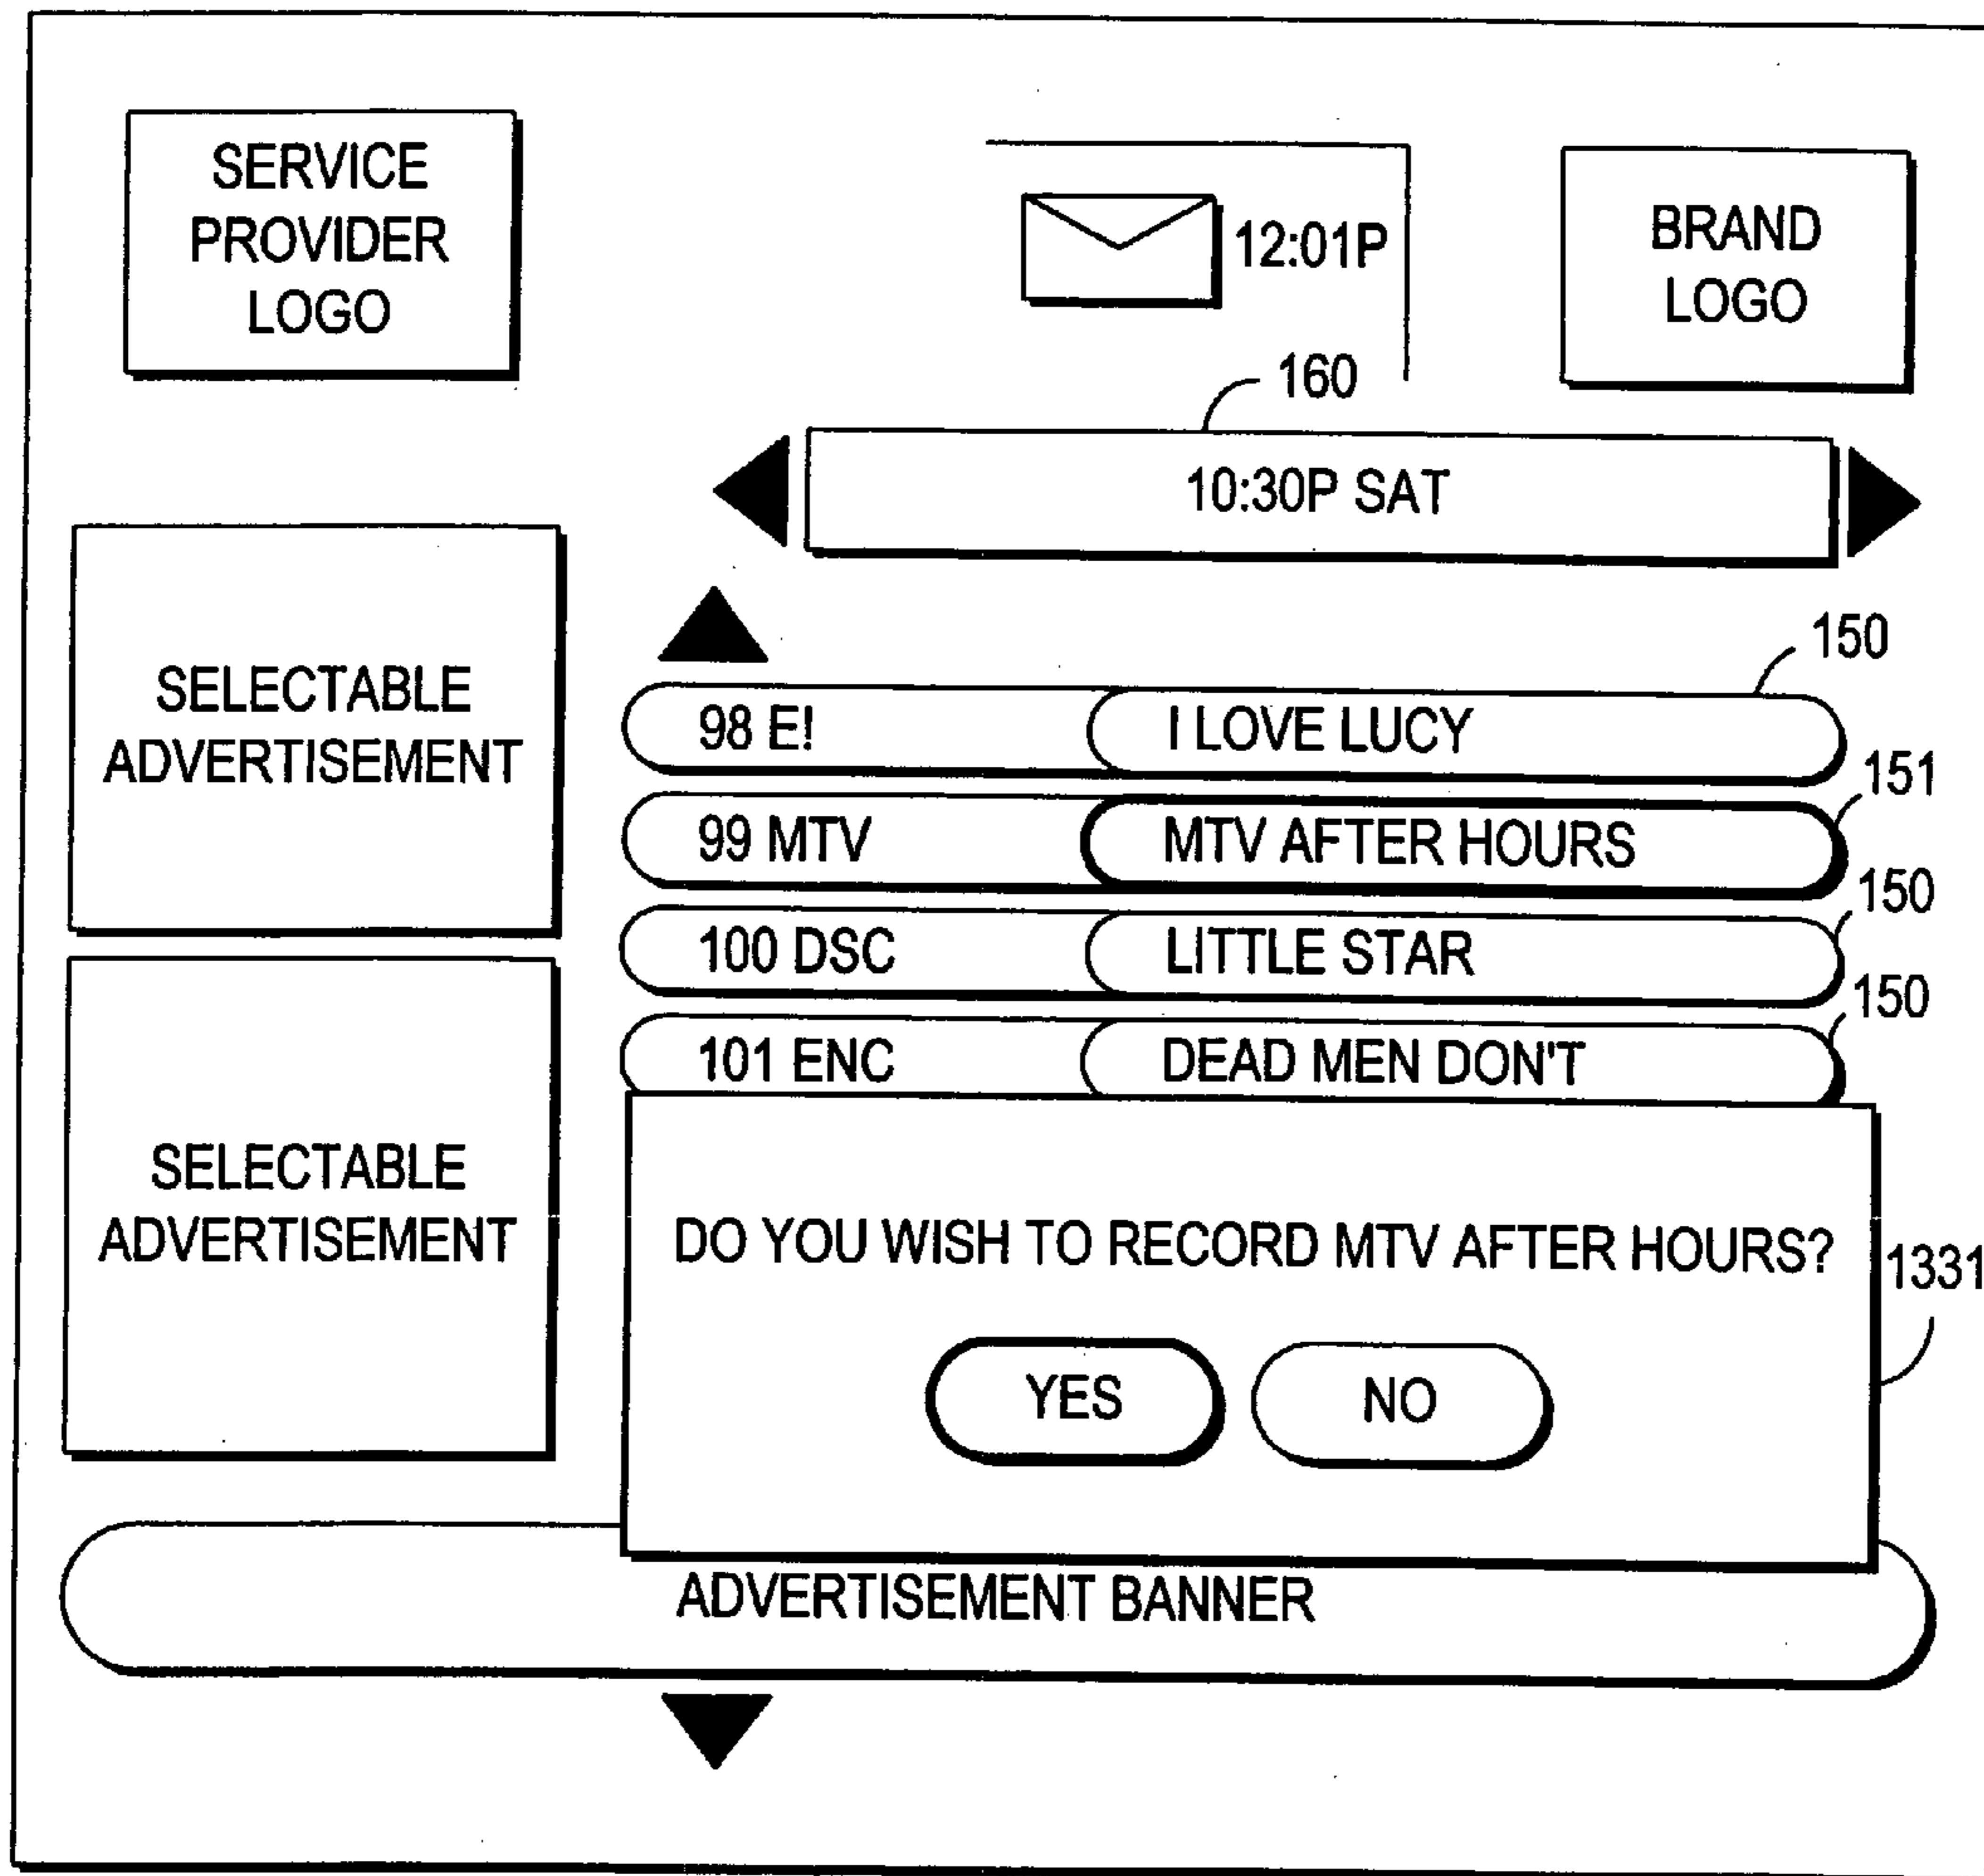 SERVICE
PROVIDER
LOGO
12:01P
BRAND
LOGO
160
10:30P SAT
SELECTABLE
ADVERTISEMENT
150
98 E! I LOVE LUCY
151
99 MTV MTV AFTER HOURS
150
100 DSC LITTLE STAR
150
101 ENC DEAD MEN DON'T
SELECTABLE
ADVERTISEMENT
DO YOU WISH TO RECORD MTV AFTER HOURS?
1331
YES NO
ADVERTISEMENT BANNER